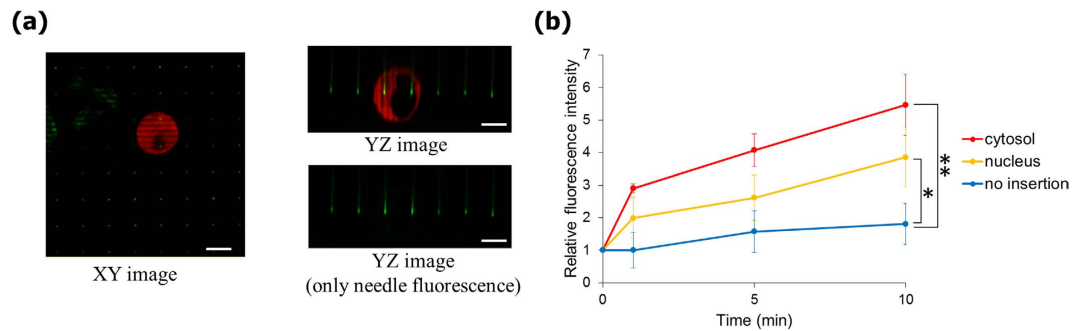 (a)
XY image
YZ image
YZ image
(only needle fluorescence)
(b)
Relative fluorescence intensity
7
6
5
4
3
2
1
0
0
5
10
Time (min)
cytosol
nucleus
no insertion
*
**